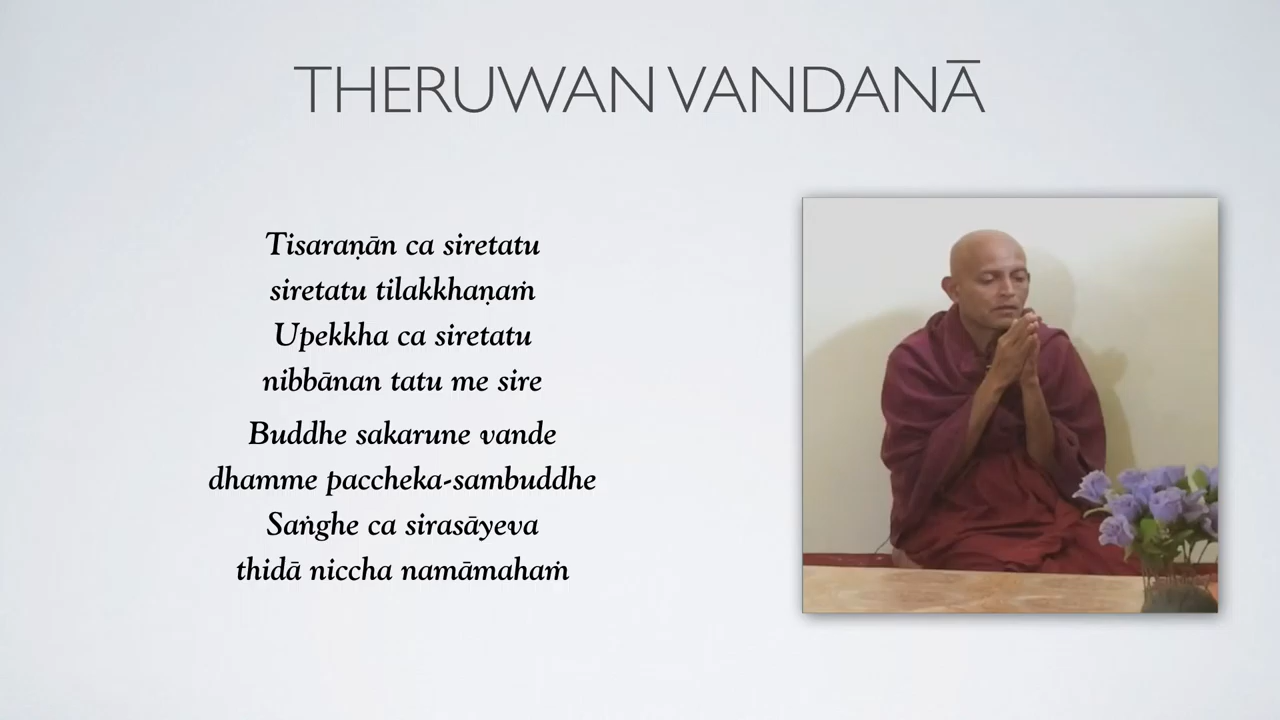 THERUWAN VANDANĀ
Tisaraṇān ca siretatu
siretatu tilakkhaṇaṁ
Upekkha ca siretatu
nibbānan tatu me sire
Buddhe sakarune vande
dhamme paccheka-sambuddhe
Saṅghe ca sirasāyeva
thidā niccha namāmahaṁ